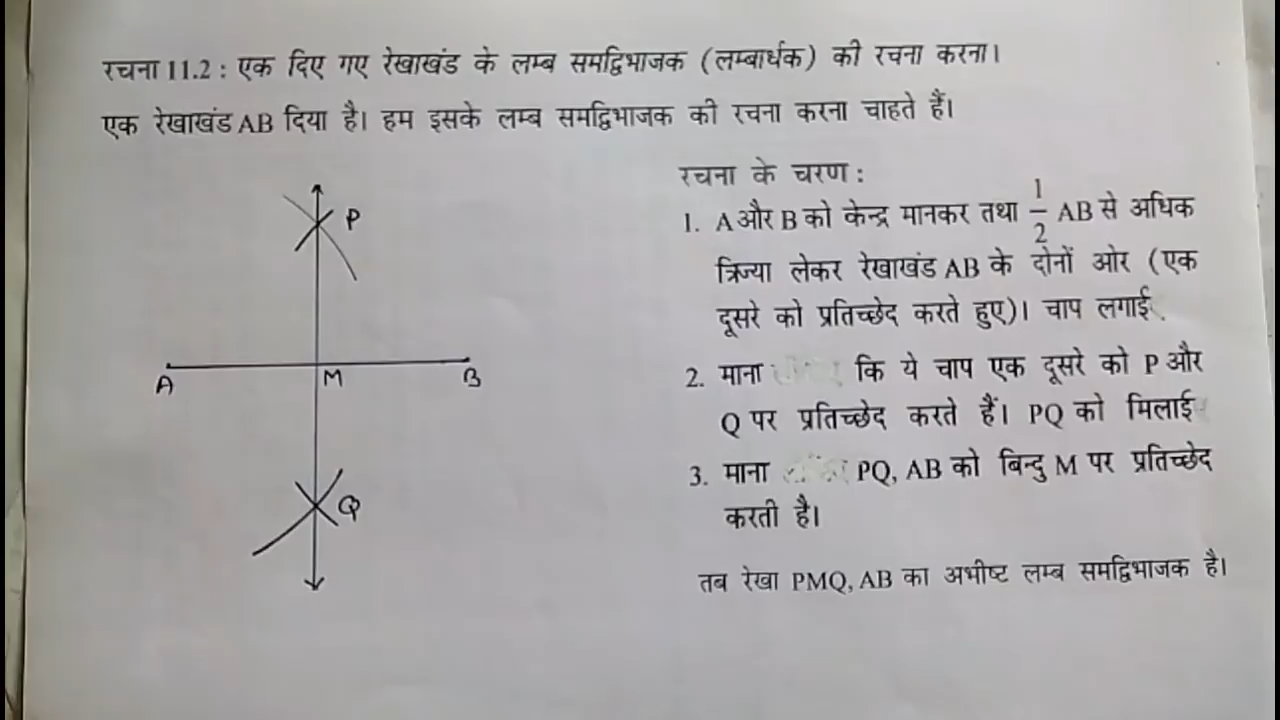 रचना 11.2 : एक दिए गए रेखाखंड के लम्ब समद्विभाजक (लम्बार्धक) की रचना करना।
एक रेखाखंड AB दिया है। हम इसके लम्ब समद्विभाजक की रचना करना चाहते हैं।
रचना के चरण :
1. A और B को केन्द्र मानकर तथा 1/2 AB से अधिक
त्रिज्या लेकर रेखाखंड AB के दोनों ओर (एक
दूसरे को प्रतिच्छेद करते हुए)। चाप लगाई
2. माना कि ये चाप एक दूसरे को P और
Q पर प्रतिच्छेद करते हैं। PQ को मिलाई
3. माना PQ, AB को बिन्दु M पर प्रतिच्छेद
करती है।
तब रेखा PMQ, AB का अभीष्ट लम्ब समद्विभाजक है।
P
A M B
Q